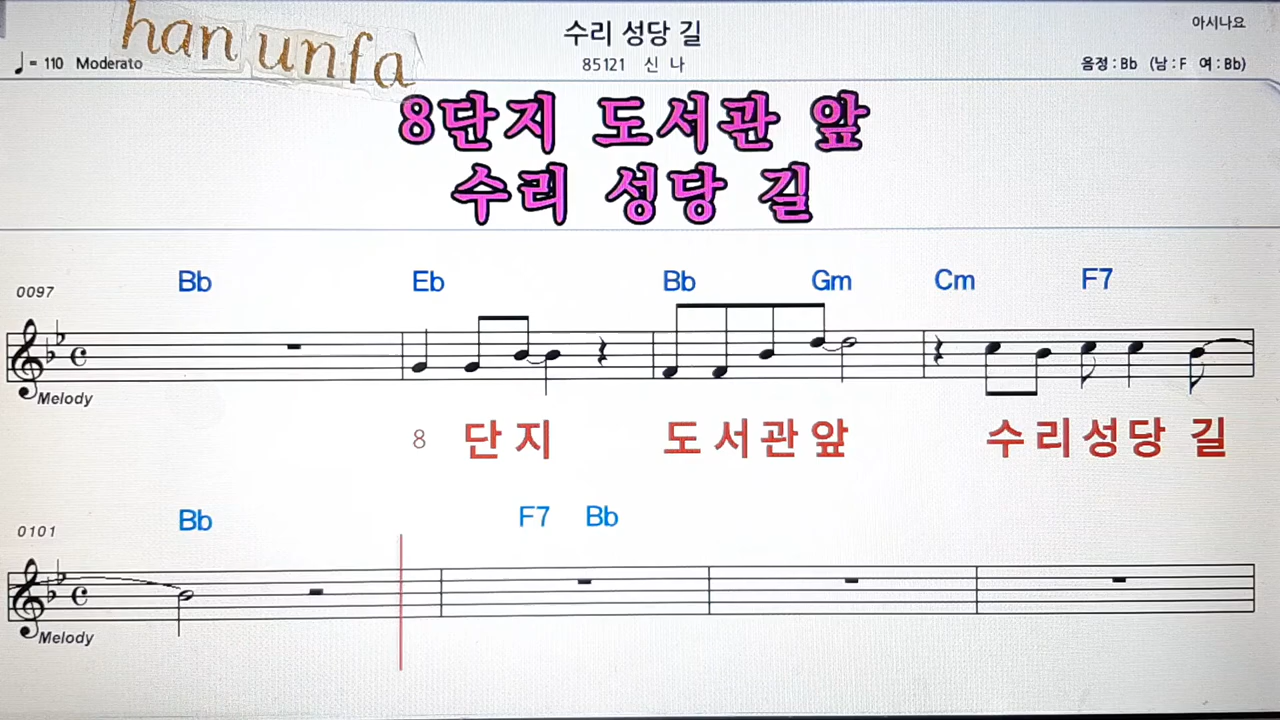 han unfa
수리 성당 길
아시나요
♩= 110 Moderato
85121 신 나
음정 : Bb (남 : F 여 : Bb)
8단지 도서관 앞
수리 성당 길
0097
Bb Eb Bb Gm Cm F7
Melody
8 단 지 도 서 관 앞 수 리 성 당 길
0101
Bb F7 Bb
Melody